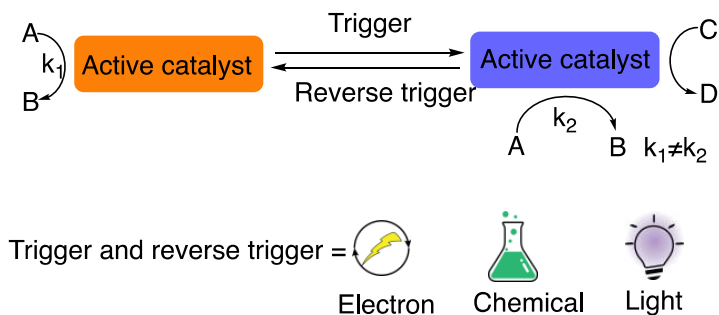 Trigger
A
k₁
B
Active catalyst
Reverse trigger
Active catalyst
C
D
k₂
A
B
k₁≠k₂
Trigger and reverse trigger =
Electron
Chemical
Light